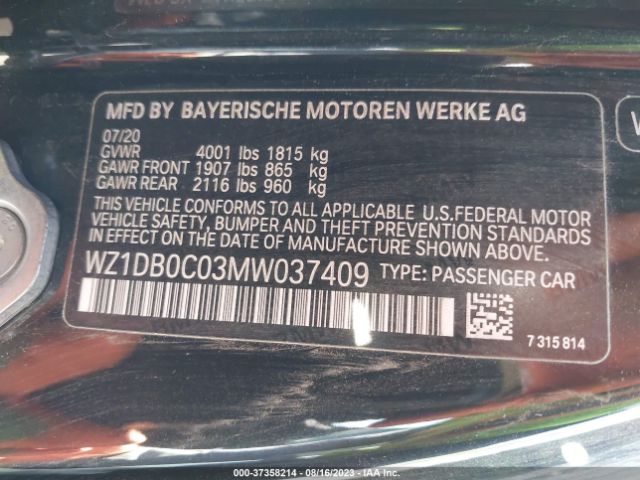 MFD BY BAYERISCHE MOTOREN WERKE AG
07/20
GVWR 4001 lbs 1815 kg
GAWR FRONT 1907 lbs 865 kg
GAWR REAR 2116 lbs 960 kg
THIS VEHICLE CONFORMS TO ALL APPLICABLE U.S.FEDERAL MOTOR
VEHICLE SAFETY, BUMPER AND THEFT PREVENTION STANDARDS IN
EFFECT ON THE DATE OF MANUFACTURE SHOWN ABOVE.
WZ1DB0C03MW037409 TYPE: PASSENGER CAR
7 315 814
000-37358214 - 08/16/2023 - IAA Inc.